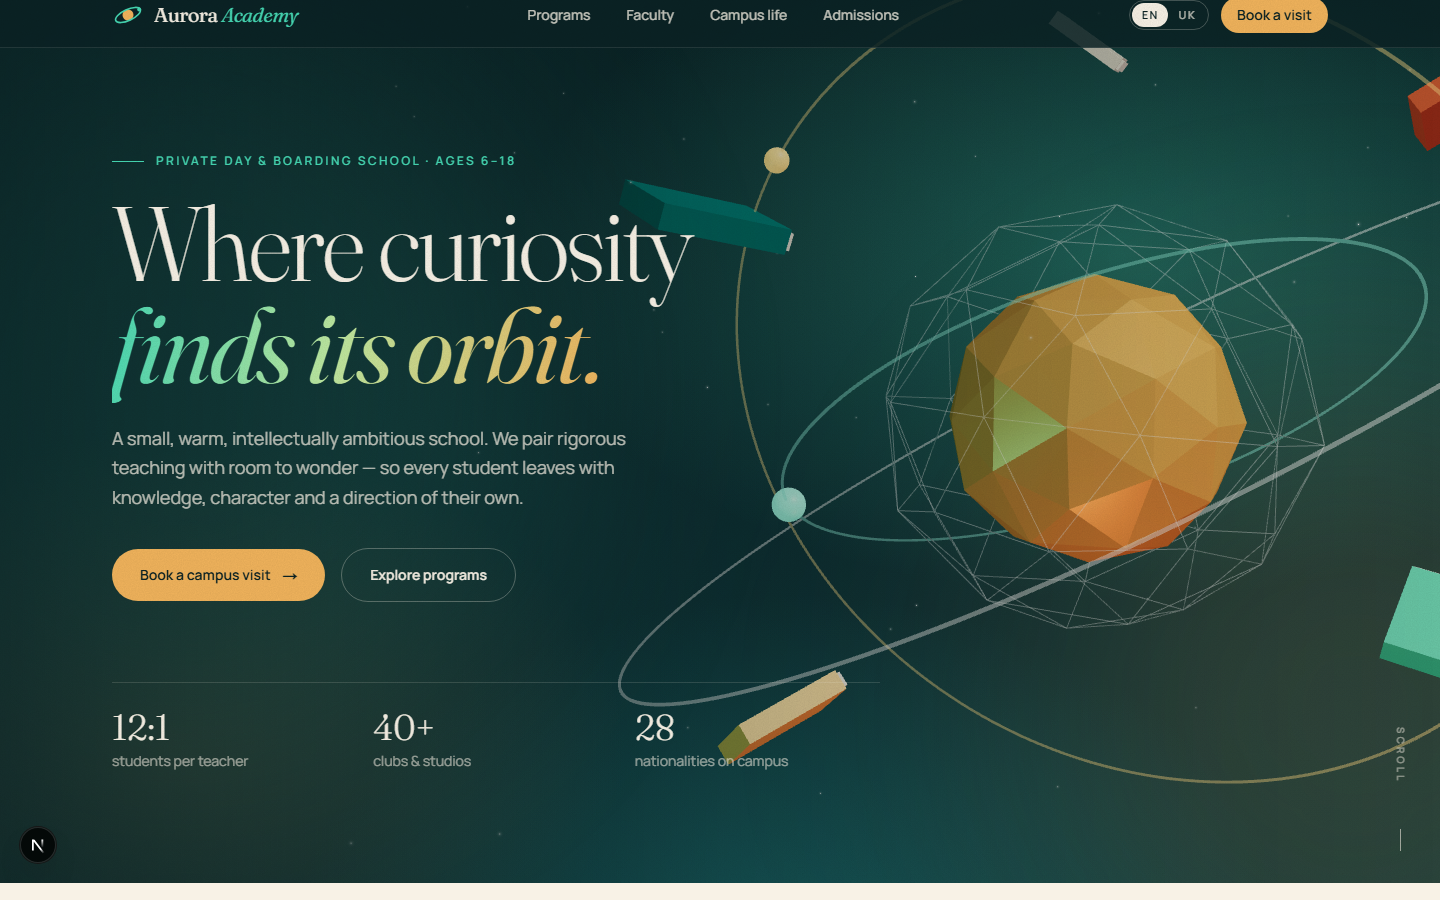 Aurora Academy
Programs
Faculty
Campus life
Admissions
EN
UK
Book a visit
PRIVATE DAY & BOARDING SCHOOL · AGES 6–18
Where curiosity
finds its orbit.
A small, warm, intellectually ambitious school. We pair rigorous
teaching with room to wonder — so every student leaves with
knowledge, character and a direction of their own.
Book a campus visit →
Explore programs
12:1
students per teacher
40+
clubs & studios
28
nationalities on campus
SCROLL
N